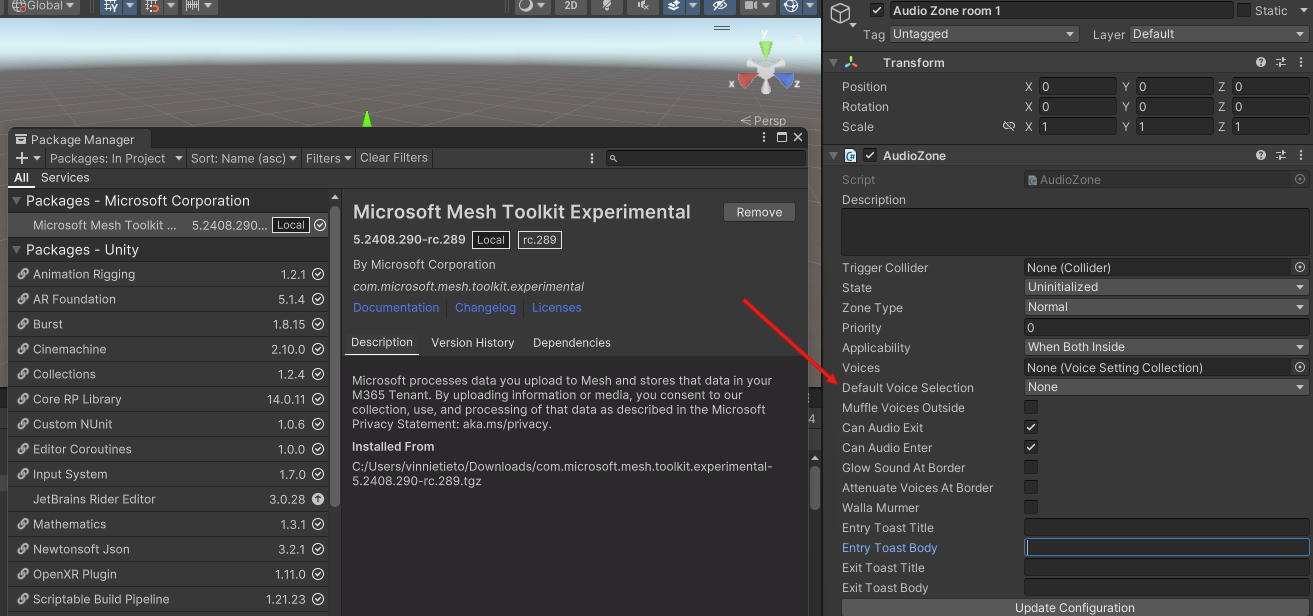 Global
2D
y
x
z
Persp
Package Manager
Packages: In Project
Sort: Name (asc)
Filters
Clear Filters
All
Services
Packages - Microsoft Corporation
Microsoft Mesh Toolkit ... 5.2408.290... Local
Packages - Unity
Animation Rigging 1.2.1
AR Foundation 5.1.4
Burst 1.8.15
Cinemachine 2.10.0
Collections 1.2.4
Core RP Library 14.0.11
Custom NUnit 1.0.6
Editor Coroutines 1.0.0
Input System 1.7.0
JetBrains Rider Editor 3.0.28
Mathematics 1.3.1
Newtonsoft Json 3.2.1
OpenXR Plugin 1.11.0
Scriptable Build Pipeline 1.21.23
Microsoft Mesh Toolkit Experimental
Remove
5.2408.290-rc.289 Local rc.289
By Microsoft Corporation
com.microsoft.mesh.toolkit.experimental
Documentation Changelog Licenses
Description Version History Dependencies
Microsoft processes data you upload to Mesh and stores that data in your
M365 Tenant. By uploading information or media, you consent to our
collection, use, and processing of that data as described in the Microsoft
Privacy Statement: aka.ms/privacy.
Installed From
C:/Users/vinnietieto/Downloads/com.microsoft.mesh.toolkit.experimental-
5.2408.290-rc.289.tgz
4
Audio Zone room 1
Static
Tag Untagged Layer Default
Transform
Position X 0 Y 0 Z 0
Rotation X 0 Y 0 Z 0
Scale X 1 Y 1 Z 1
AudioZone
Script AudioZone
Description
Trigger Collider None (Collider)
State Uninitialized
Zone Type Normal
Priority 0
Applicability When Both Inside
Voices None (Voice Setting Collection)
Default Voice Selection None
Muffle Voices Outside
Can Audio Exit
Can Audio Enter
Glow Sound At Border
Attenuate Voices At Border
Walla Murmer
Entry Toast Title
Entry Toast Body
Exit Toast Title
Exit Toast Body
Update Configuration